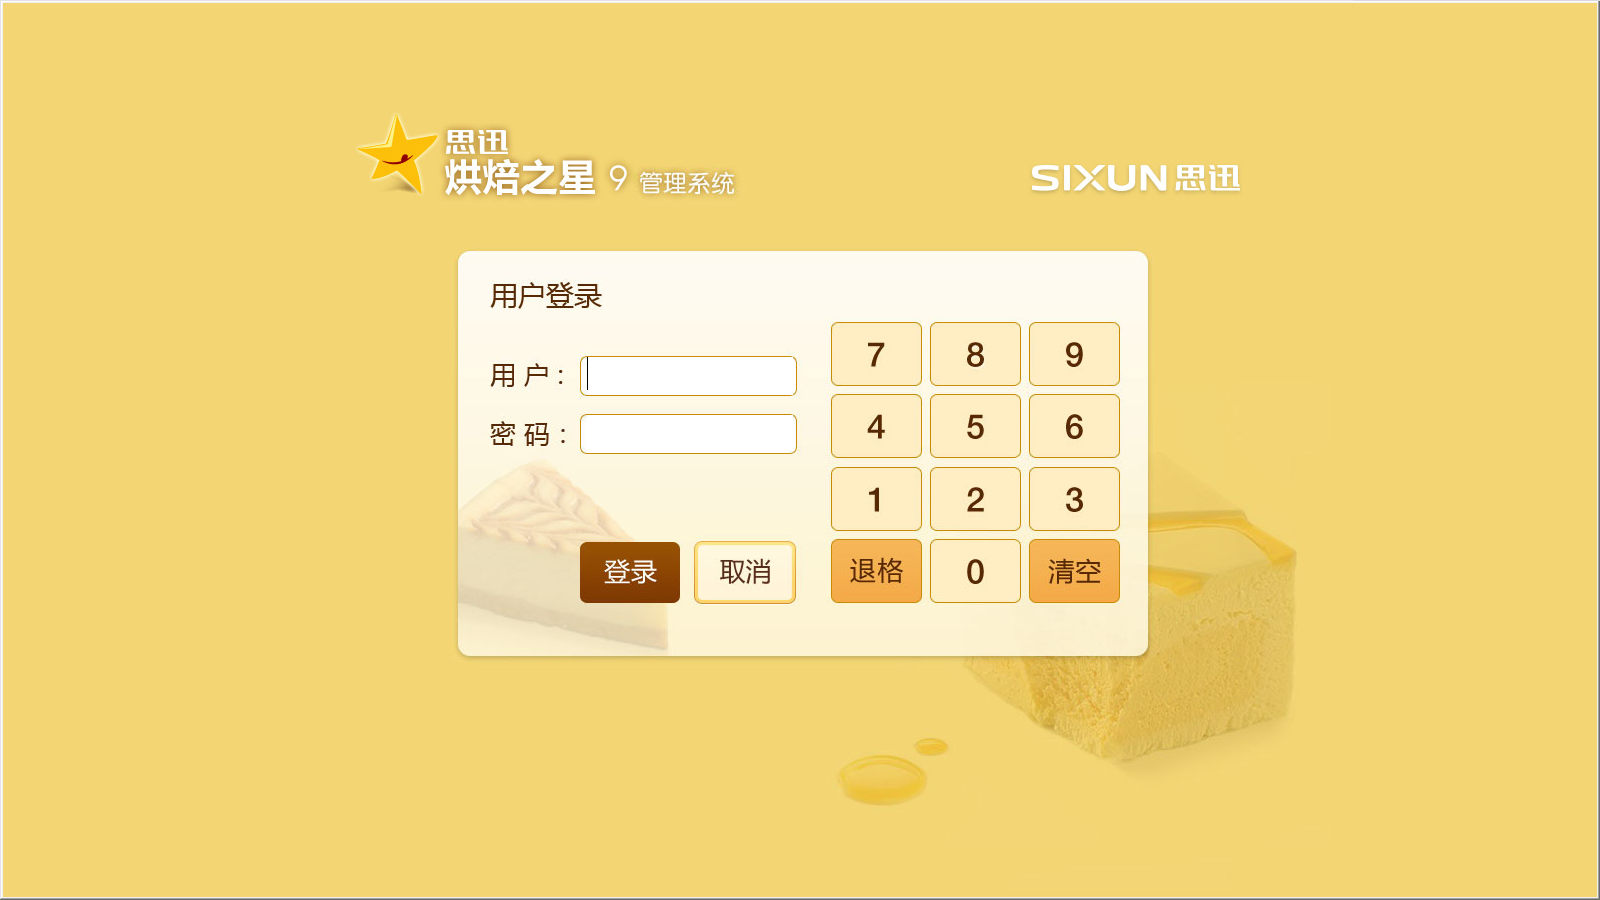 思迅
烘焙之星 9 管理系统
SIXUN 思迅
用户登录
用 户 :
密 码 :
登录 取消
7 8 9
4 5 6
1 2 3
退格 0 清空